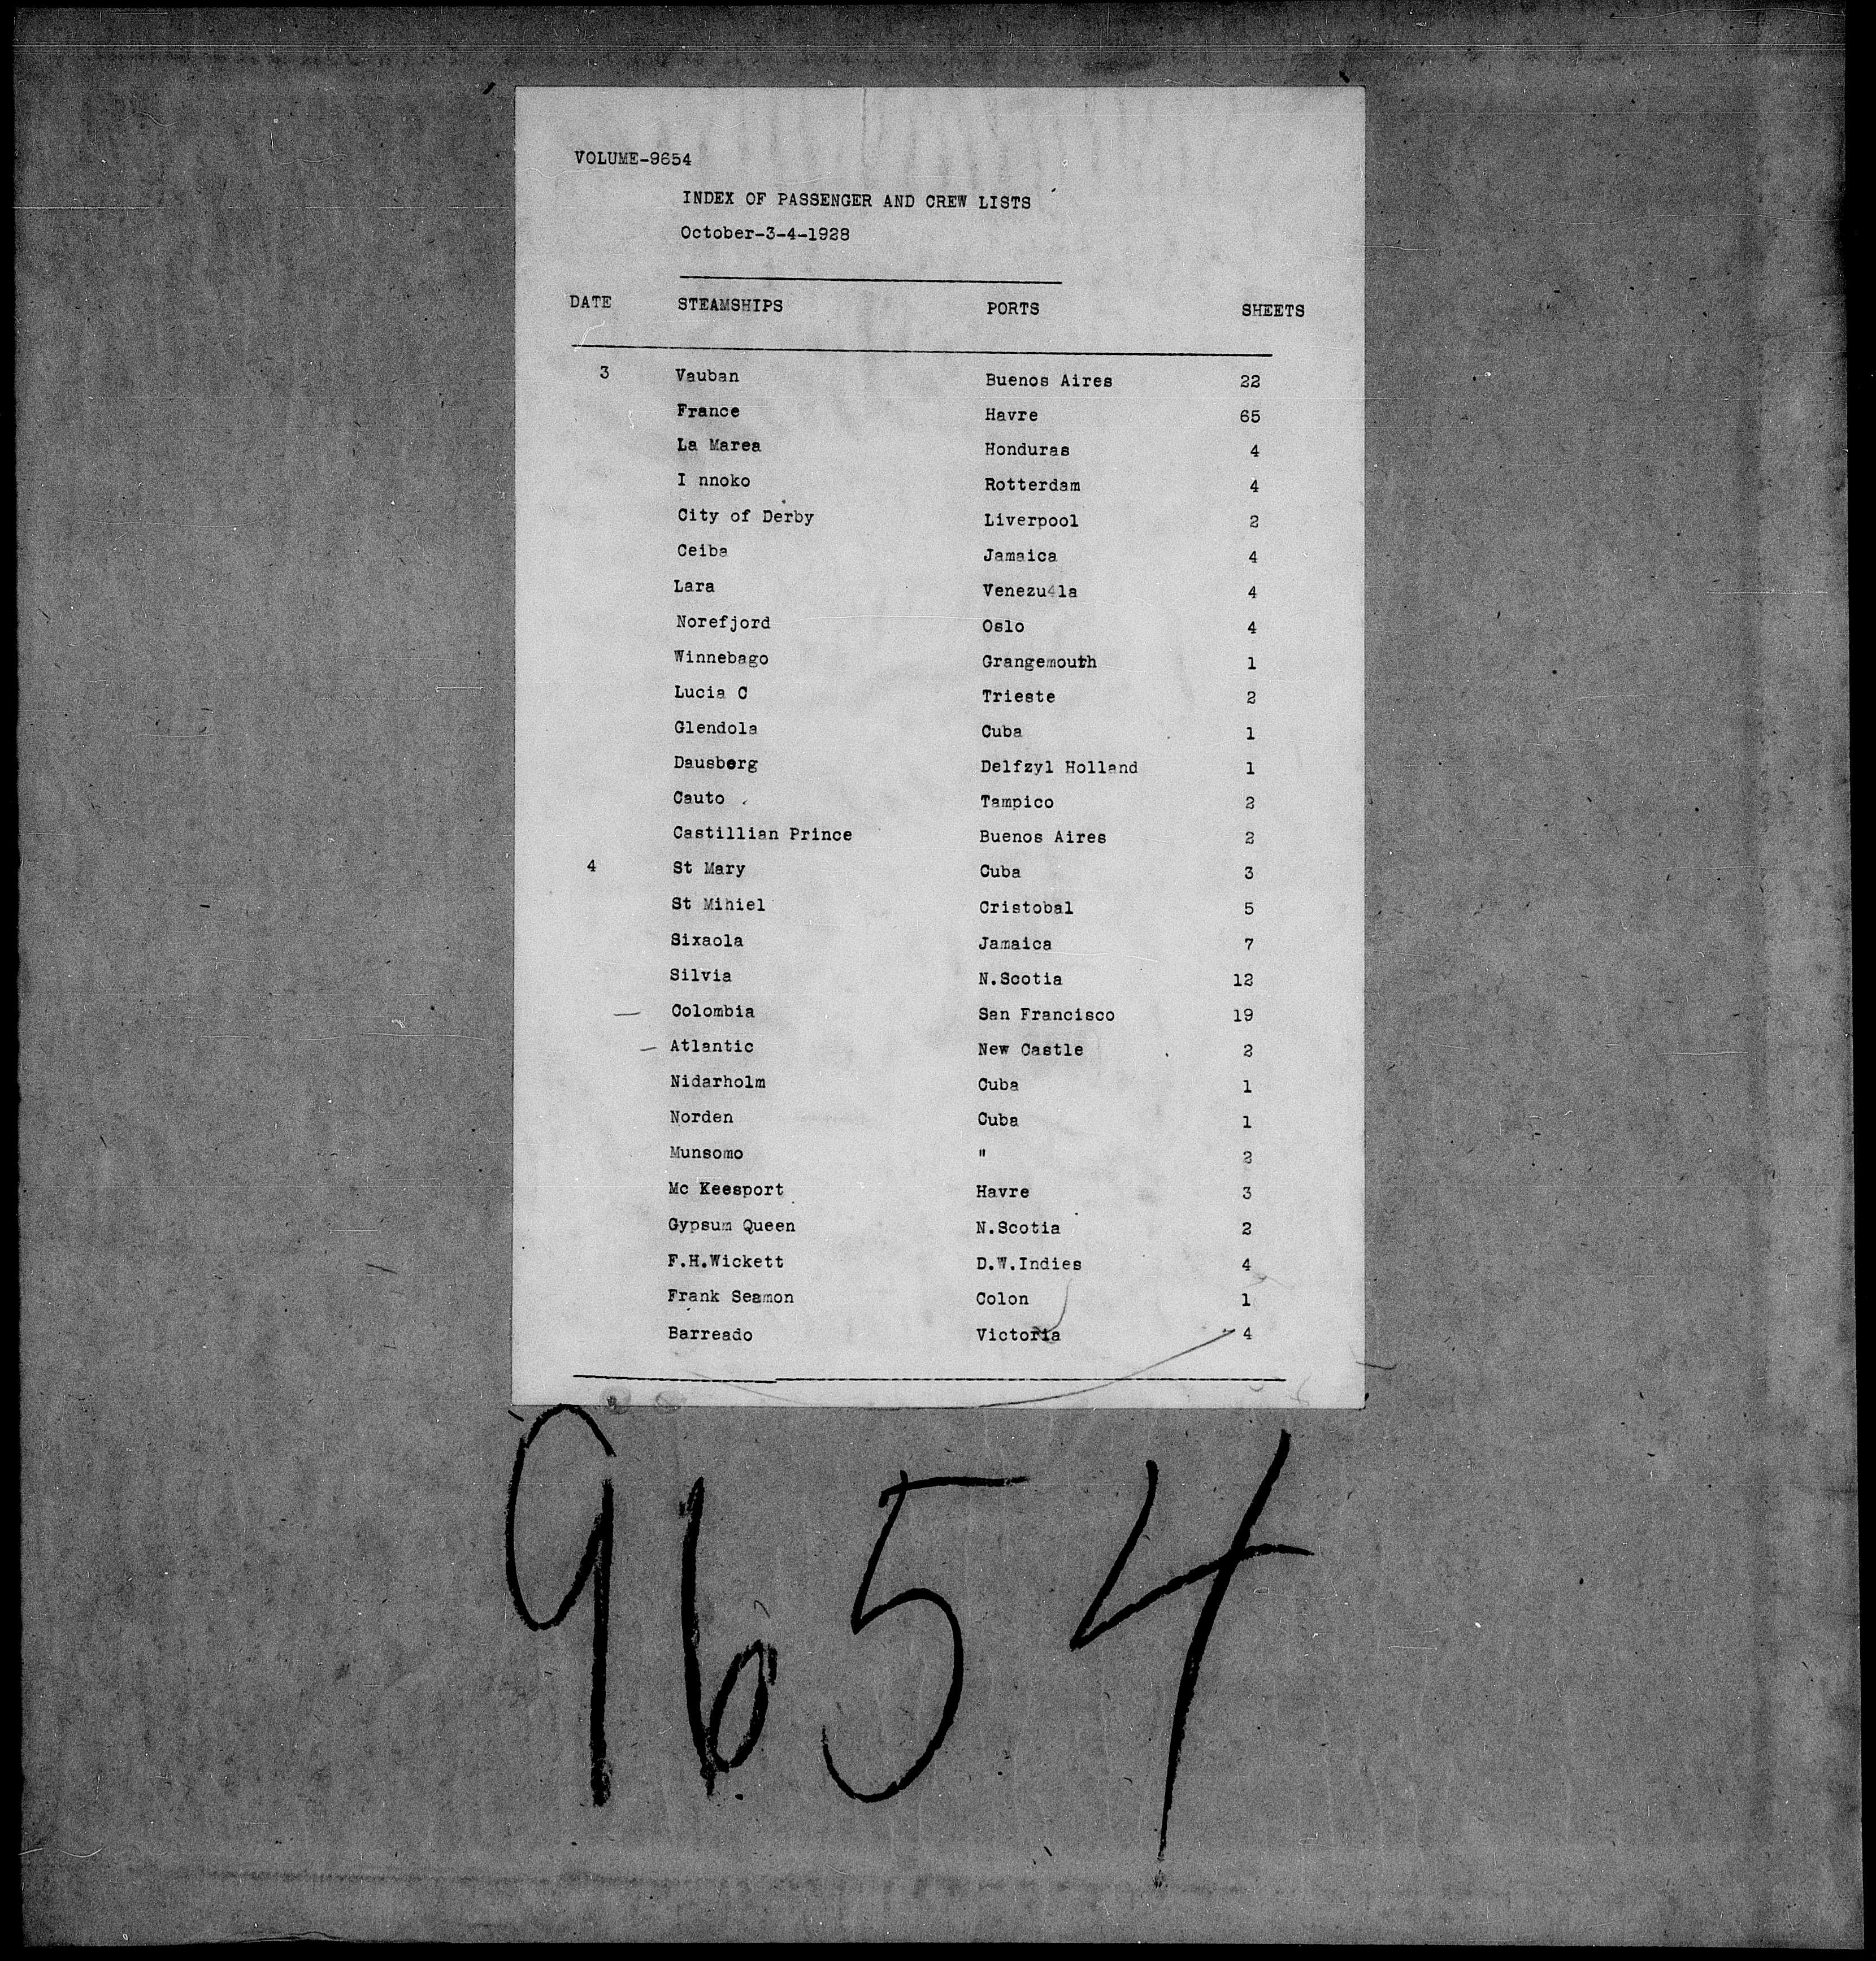 VOLUME-9654
INDEX OF PASSENGER AND CREW LISTS
October-3-4-1928
DATE STEAMSHIPS PORTS SHEETS
3 Vauban Buenos Aires 22
France Havre 65
La Marea Honduras 4
I nnoko Rotterdam 4
City of Derby Liverpool 2
Ceiba Jamaica 4
Lara Venezu4la 4
Norefjord Oslo 4
Winnebago Grangemouth 1
Lucia C Trieste 2
Glendola Cuba 1
Dausberg Delfzyl Holland 1
Cauto Tampico 2
Castillian Prince Buenos Aires 2
4 St Mary Cuba 3
St Mihiel Cristobal 5
Sixaola Jamaica 7
Silvia N.Scotia 12
Colombia San Francisco 19
Atlantic New Castle 2
Nidarholm Cuba 1
Norden Cuba 1
Munsomo " 2
Mc Keesport Havre 3
Gypsum Queen N.Scotia 2
F.H.Wickett D.W.Indies 4
Frank Seamon Colon 1
Barreado Victoria 4
9654